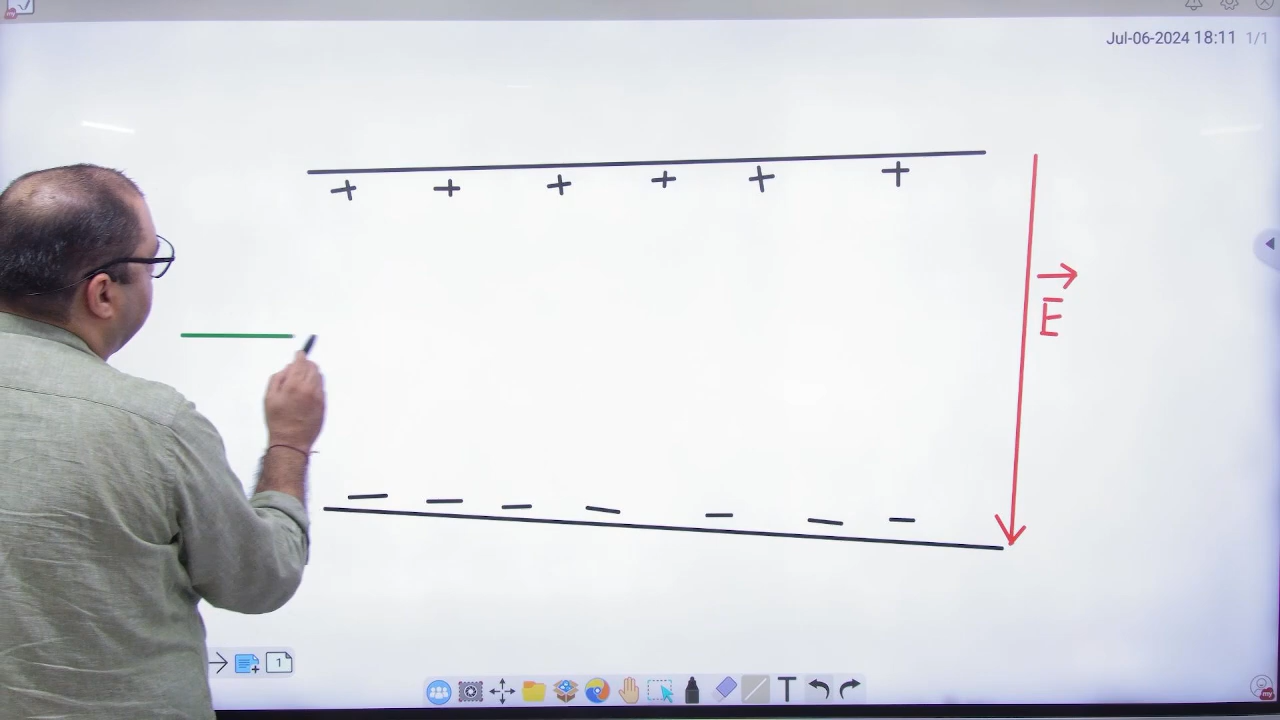 Jul-06-2024 18:11 1/1
+ + + + + +
E
— — — — — — —
1
T